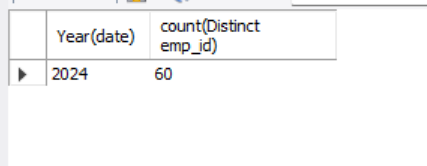 Year(date)
count(Distinct
emp_id)
2024
60